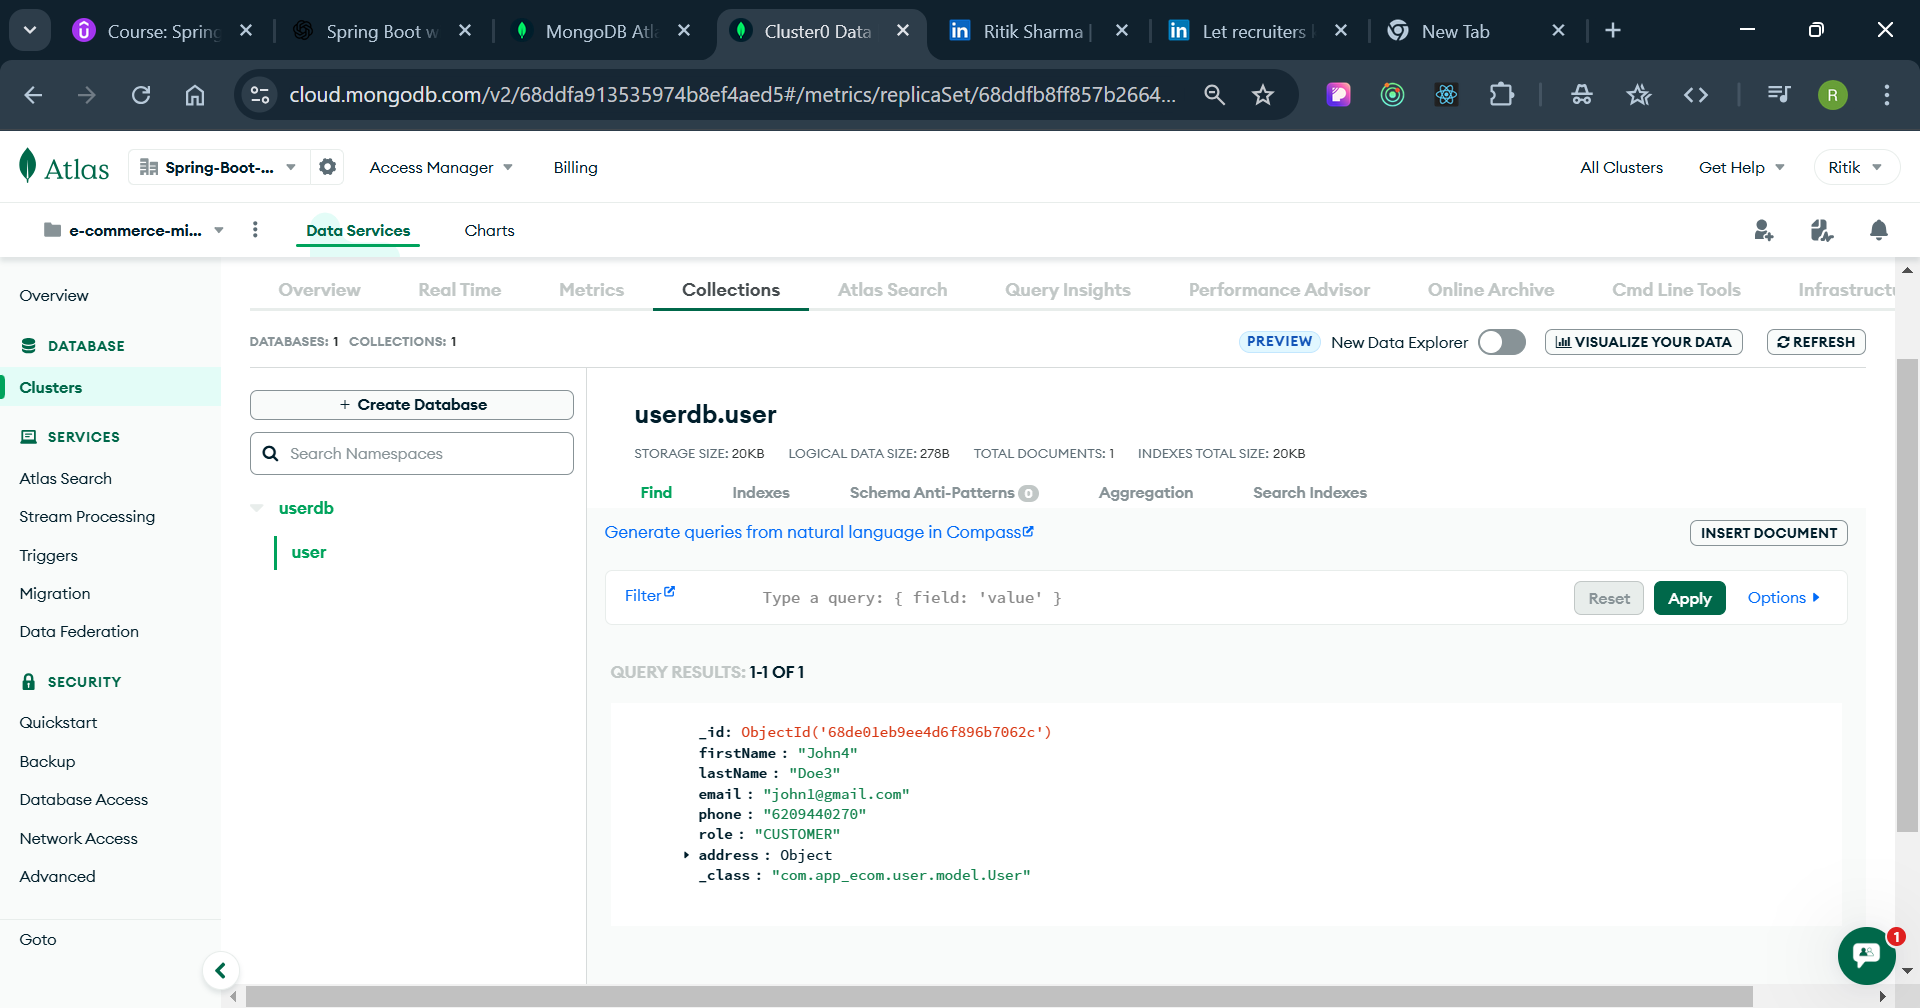 Course: Spring
Spring Boot w
MongoDB Atla
Cluster0 Data
Ritik Sharma |
Let recruiters k
New Tab
cloud.mongodb.com/v2/68ddfa913535974b8ef4aed5#/metrics/replicaSet/68ddfb8ff857b2664...
R
Atlas
Spring-Boot-...
Access Manager
Billing
All Clusters
Get Help
Ritik
e-commerce-mi...
Data Services
Charts
Overview
DATABASE
Clusters
SERVICES
Atlas Search
Stream Processing
Triggers
Migration
Data Federation
SECURITY
Quickstart
Backup
Database Access
Network Access
Advanced
Goto
Overview
Real Time
Metrics
Collections
Atlas Search
Query Insights
Performance Advisor
Online Archive
Cmd Line Tools
Infrastructu
DATABASES: 1 COLLECTIONS: 1
PREVIEW
New Data Explorer
VISUALIZE YOUR DATA
REFRESH
+ Create Database
Search Namespaces
userdb
user
userdb.user
STORAGE SIZE: 20KB LOGICAL DATA SIZE: 278B TOTAL DOCUMENTS: 1 INDEXES TOTAL SIZE: 20KB
Find
Indexes
Schema Anti-Patterns 0
Aggregation
Search Indexes
Generate queries from natural language in Compass
INSERT DOCUMENT
Filter
Type a query: { field: 'value' }
Reset
Apply
Options
QUERY RESULTS: 1-1 OF 1
_id: ObjectId('68de01eb9ee4d6f896b7062c')
firstName : "John4"
lastName : "Doe3"
email : "john1@gmail.com"
phone : "6209440270"
role : "CUSTOMER"
address : Object
_class : "com.app_ecom.user.model.User"
1